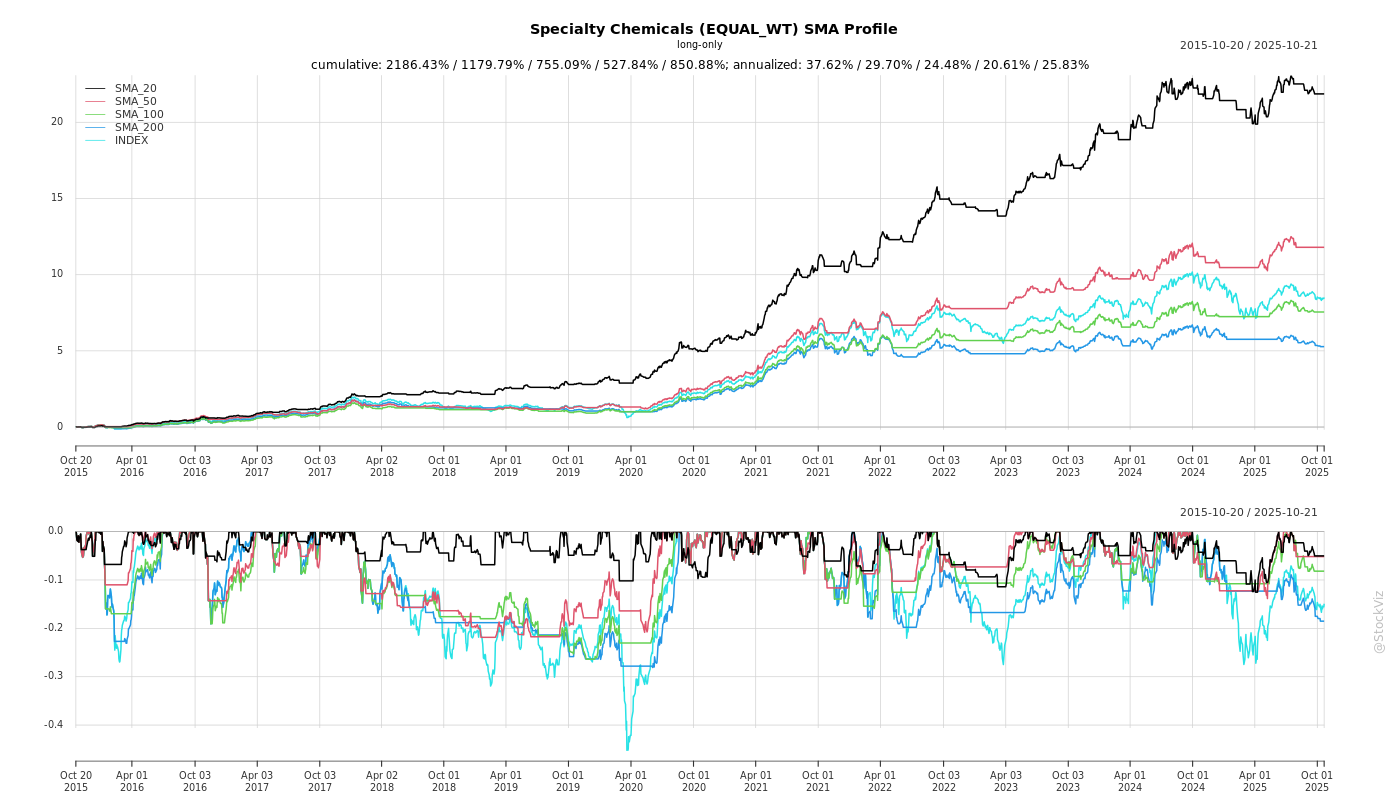 Specialty Chemicals (EQUAL_WT) SMA Profile
long-only
2015-10-20 / 2025-10-21
cumulative: 2186.43% / 1179.79% / 755.09% / 527.84% / 850.88%; annualized: 37.62% / 29.70% / 24.48% / 20.61% / 25.83%
SMA_20
SMA_50
SMA_100
SMA_200
INDEX
20
15
10
5
0
Oct 20 Apr 01 Oct 03 Apr 03 Oct 03 Apr 02 Oct 01 Apr 01 Oct 01 Apr 01 Oct 01 Apr 01 Oct 01 Apr 01 Oct 03 Apr 03 Oct 03 Apr 01 Oct 01 Apr 01 Oct 01
2015 2016 2016 2017 2017 2018 2018 2019 2019 2020 2020 2021 2021 2022 2022 2023 2023 2024 2024 2025 2025
2015-10-20 / 2025-10-21
0.0
-0.1
-0.2
-0.3
-0.4
Oct 20 Apr 01 Oct 03 Apr 03 Oct 03 Apr 02 Oct 01 Apr 01 Oct 01 Apr 01 Oct 01 Apr 01 Oct 01 Apr 01 Oct 03 Apr 03 Oct 03 Apr 01 Oct 01 Apr 01 Oct 01
2015 2016 2016 2017 2017 2018 2018 2019 2019 2020 2020 2021 2021 2022 2022 2023 2023 2024 2024 2025 2025
@StockViz